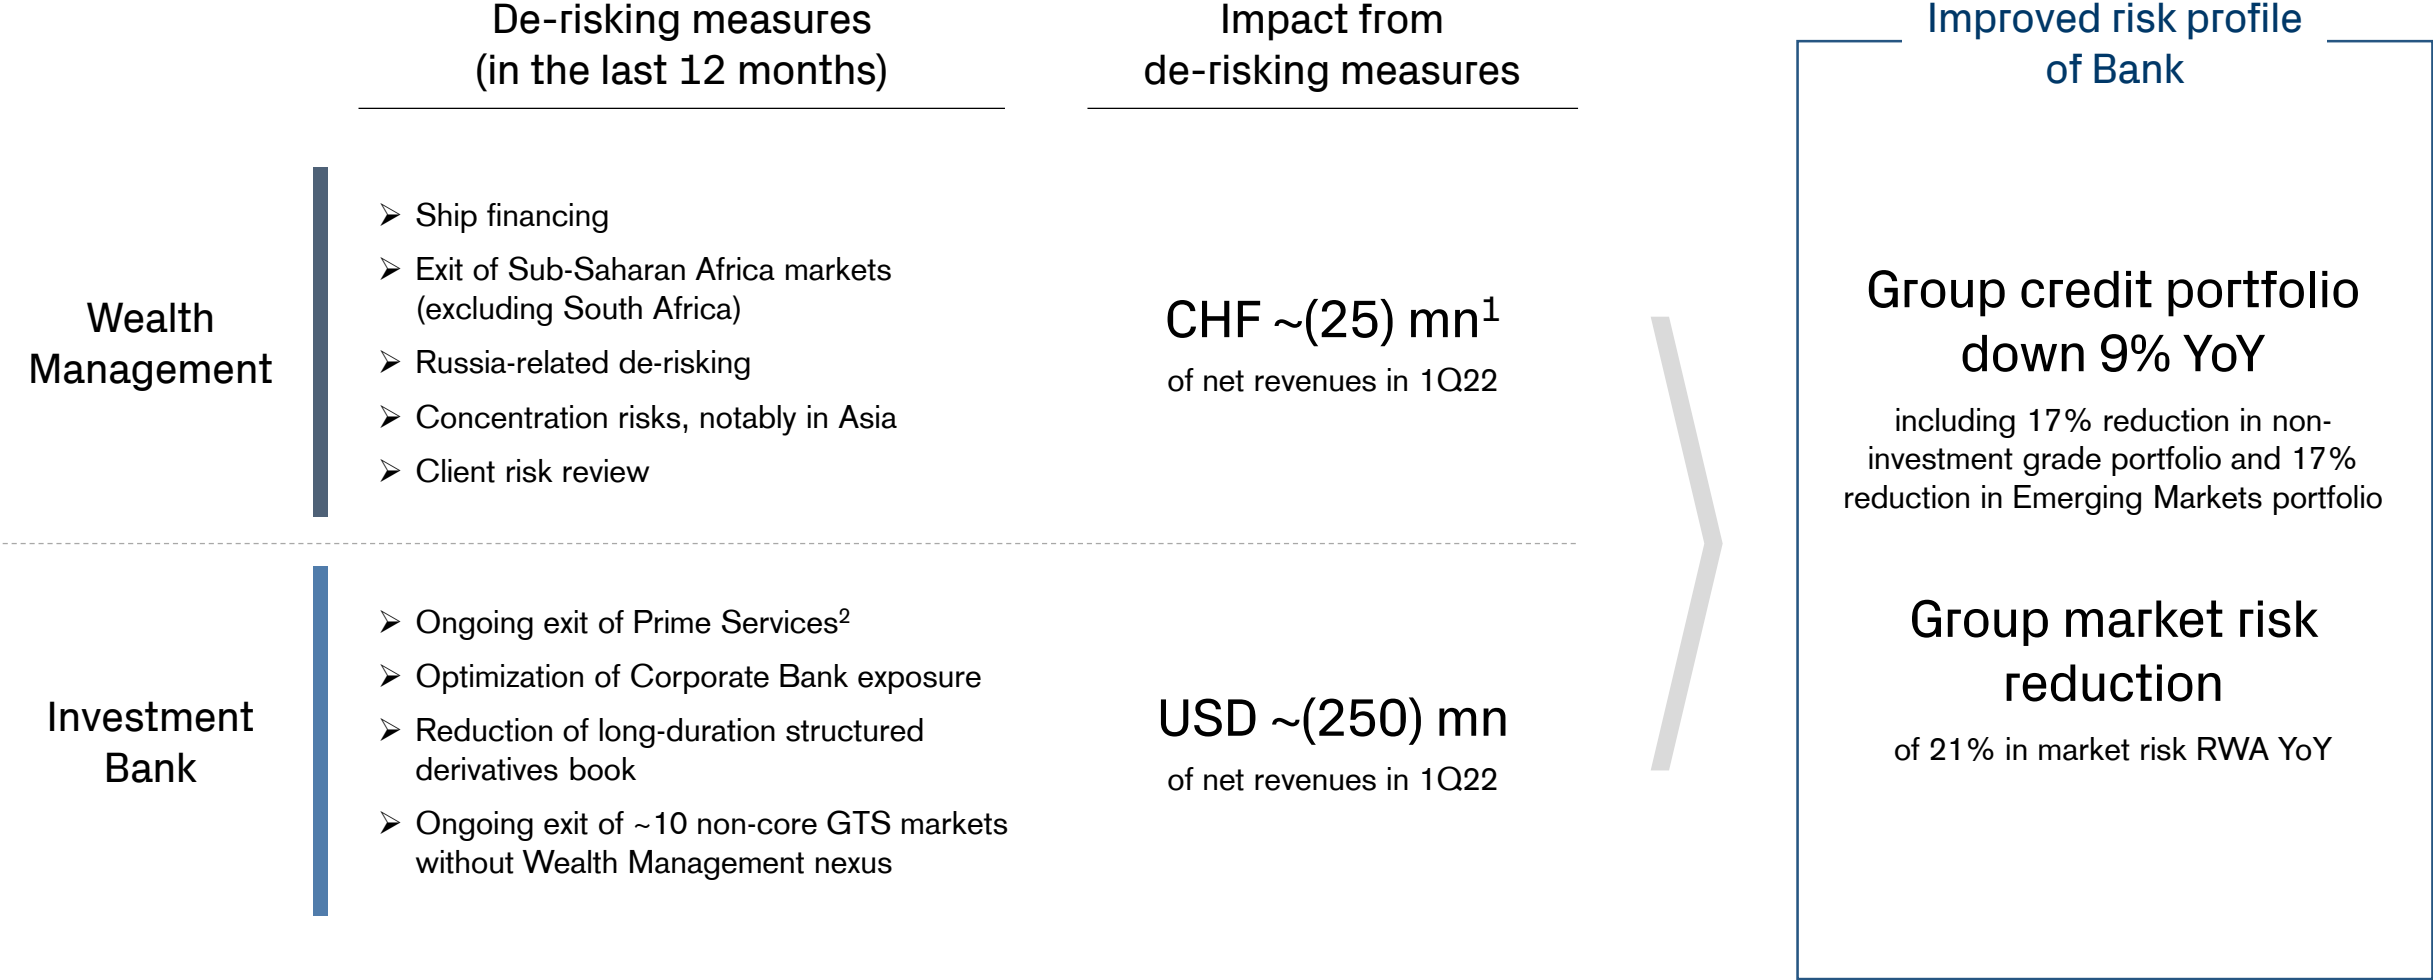 De-risking measures
(in the last 12 months)
Impact from
de-risking measures
Improved risk profile
of Bank
Wealth
Management
➢ Ship financing
➢ Exit of Sub-Saharan Africa markets
(excluding South Africa)
➢ Russia-related de-risking
➢ Concentration risks, notably in Asia
➢ Client risk review
CHF ~(25) mn¹
of net revenues in 1Q22
Investment
Bank
➢ Ongoing exit of Prime Services²
➢ Optimization of Corporate Bank exposure
➢ Reduction of long-duration structured
derivatives book
➢ Ongoing exit of ~10 non-core GTS markets
without Wealth Management nexus
USD ~(250) mn
of net revenues in 1Q22
Group credit portfolio
down 9% YoY
including 17% reduction in non-
investment grade portfolio and 17%
reduction in Emerging Markets portfolio
Group market risk
reduction
of 21% in market risk RWA YoY